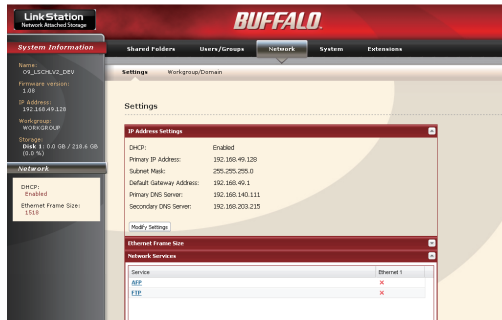 LinkStation
Network Attached Storage
BUFFALO.
System Information
Shared Folders Users/Groups Network System Extensions
Settings Workgroup/Domain
Name:
09_LSCHLV2_DEV
Firmware version:
1.08
IP Address:
192.168.49.128
Workgroup:
WORKGROUP
Storage:
Disk 1: 0.0 GB / 218.6 GB
(0.0 %)
Network
DHCP:
Enabled
Ethernet Frame Size:
1518
Settings
IP Address Settings
DHCP: Enabled
Primary IP Address: 192.168.49.128
Subnet Mask: 255.255.255.0
Default Gateway Address: 192.168.49.1
Primary DNS Server: 192.168.140.111
Secondary DNS Server: 192.168.203.215
Modify Settings
Ethernet Frame Size
Network Services
Service Ethernet 1
AFP
FTP